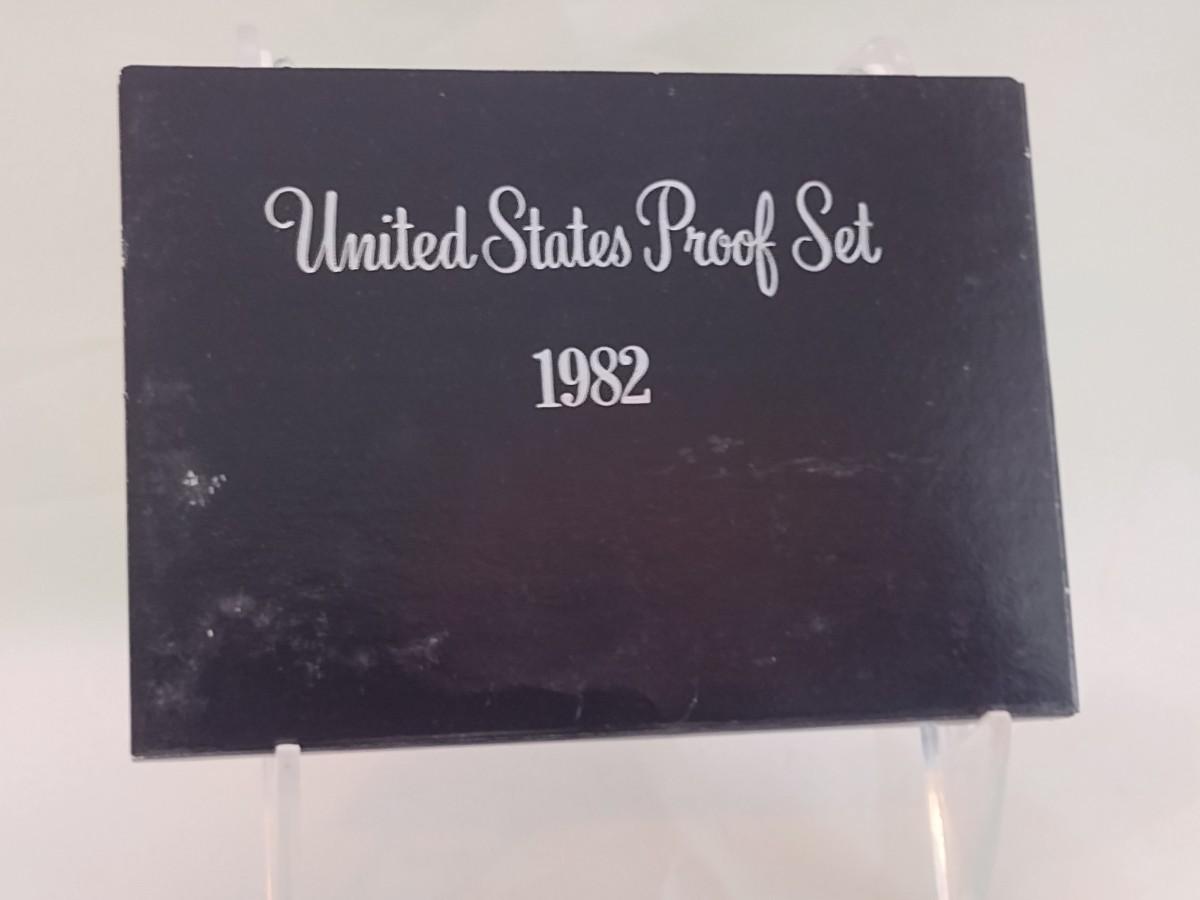 United States Proof Set
1982